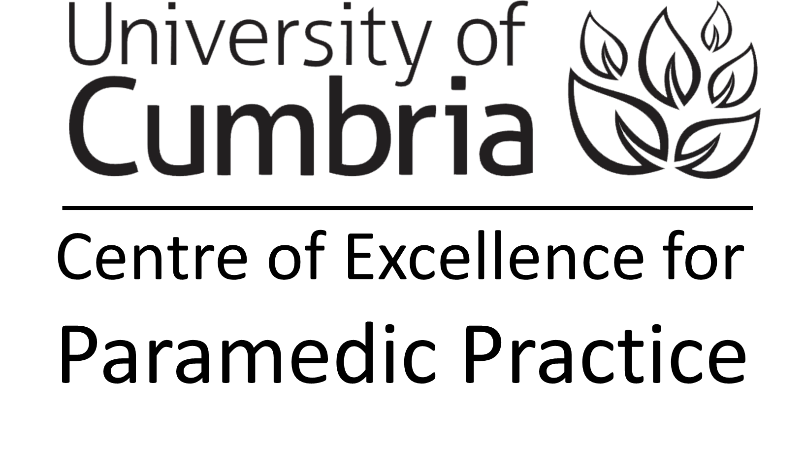 University of
Cumbria
Centre of Excellence for
Paramedic Practice